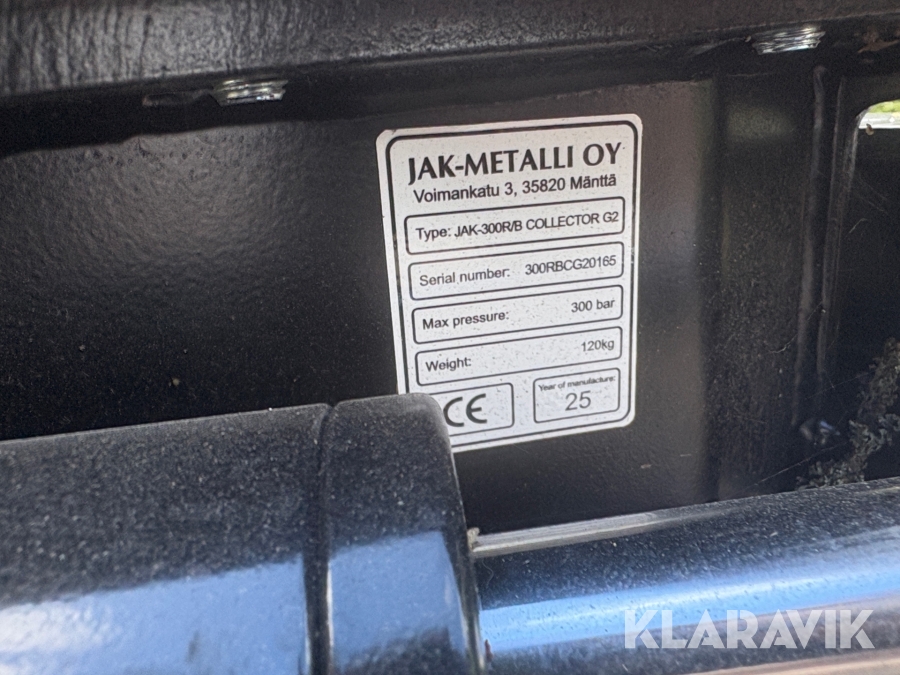 JAK-METALLI OY
Voimankatu 3, 35820 Mänttä
Type: JAK-300R/B COLLECTOR G2
Serial number: 300RBCG20165
Max pressure: 300 bar
Weight: 120kg
CE
Year of manufacture:
25
KLARAVIK